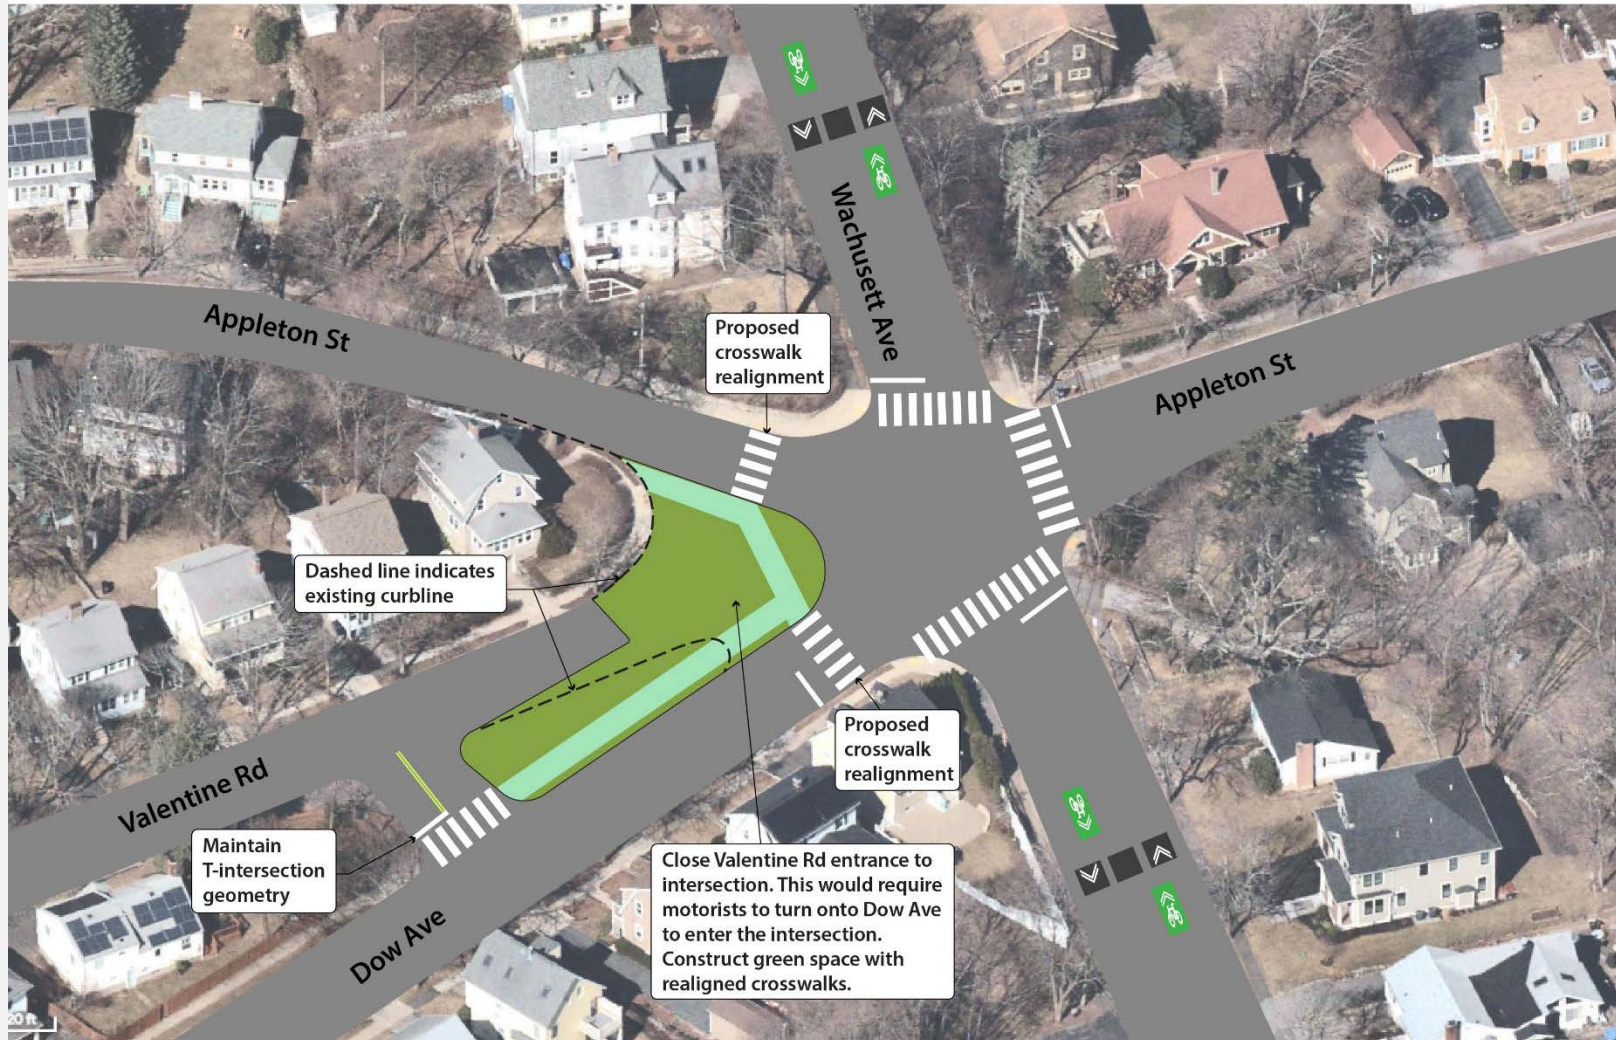 Wachusett Ave
Appleton St
Proposed
crosswalk
realignment
Appleton St
Dashed line indicates
existing curbline
Proposed
crosswalk
realignment
Valentine Rd
Maintain
T-intersection
geometry
Close Valentine Rd entrance to
intersection. This would require
motorists to turn onto Dow Ave
to enter the intersection.
Construct green space with
realigned crosswalks.
Dow Ave
20 ft